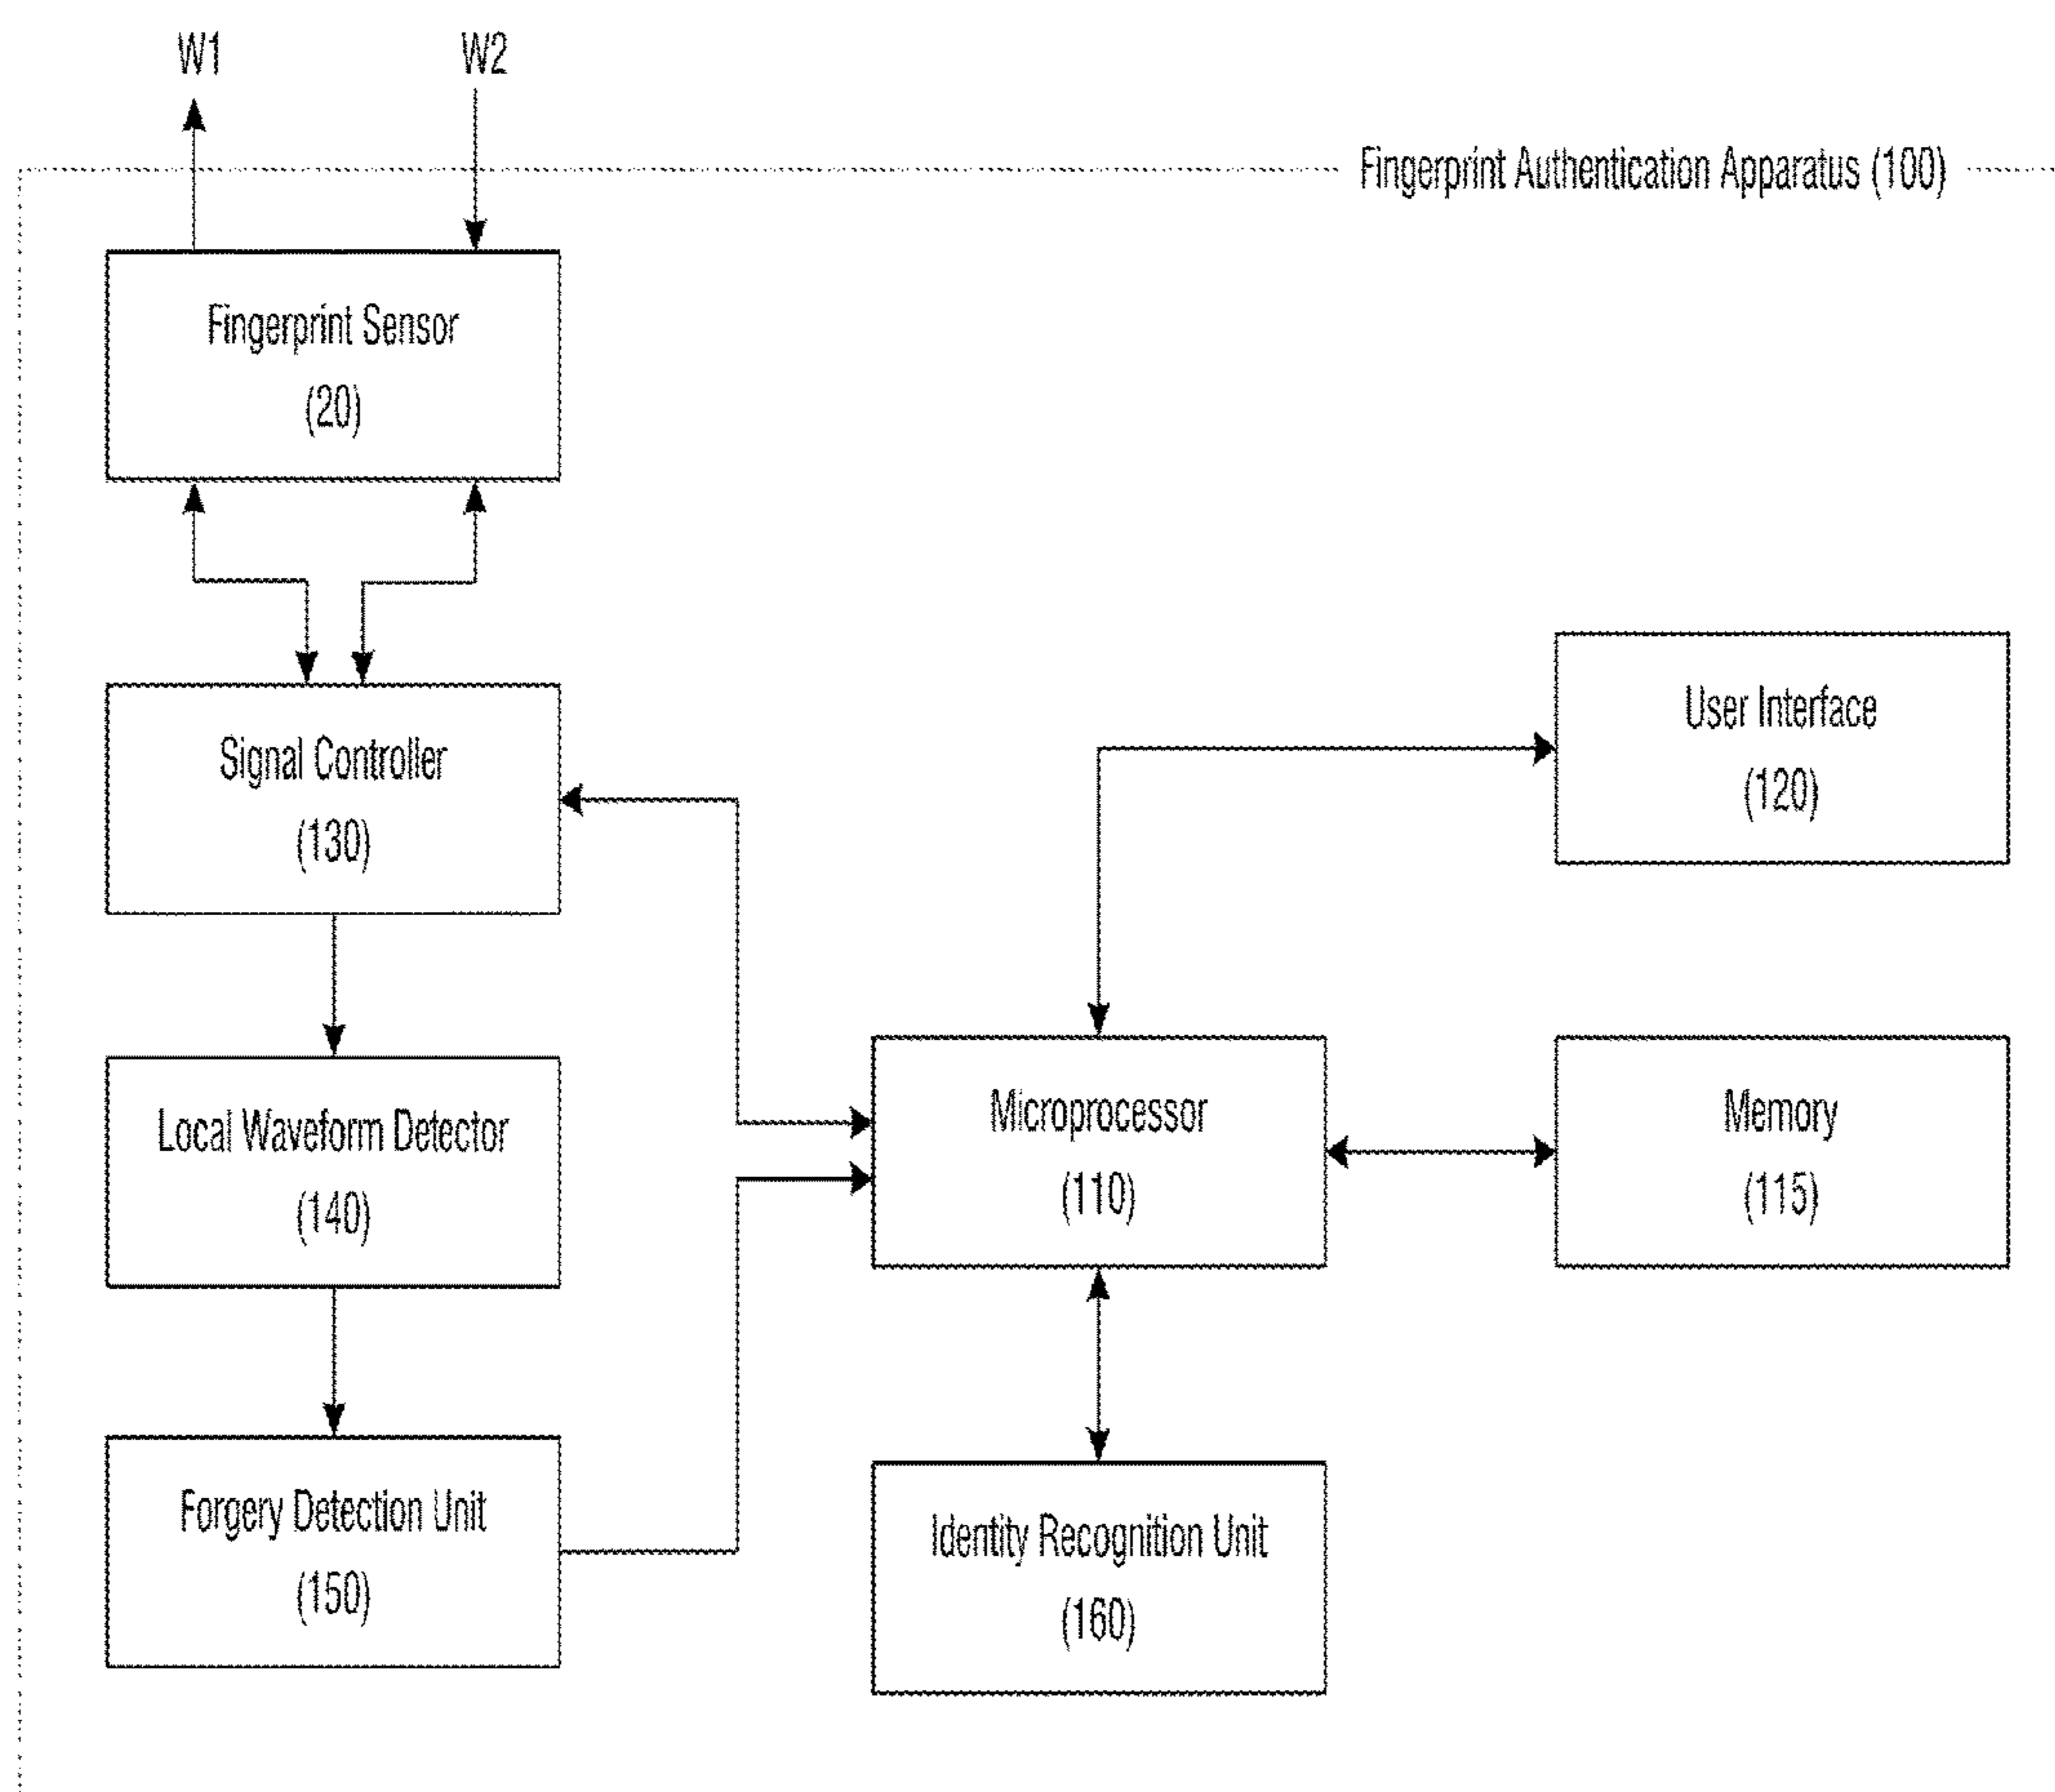 W1
W2
Fingerprint Authentication Apparatus (100)
Fingerprint Sensor
(20)
Signal Controller
(130)
User Interface
(120)
Local Waveform Detector
(140)
Microprocessor
(110)
Memory
(115)
Forgery Detection Unit
(150)
Identity Recognition Unit
(160)